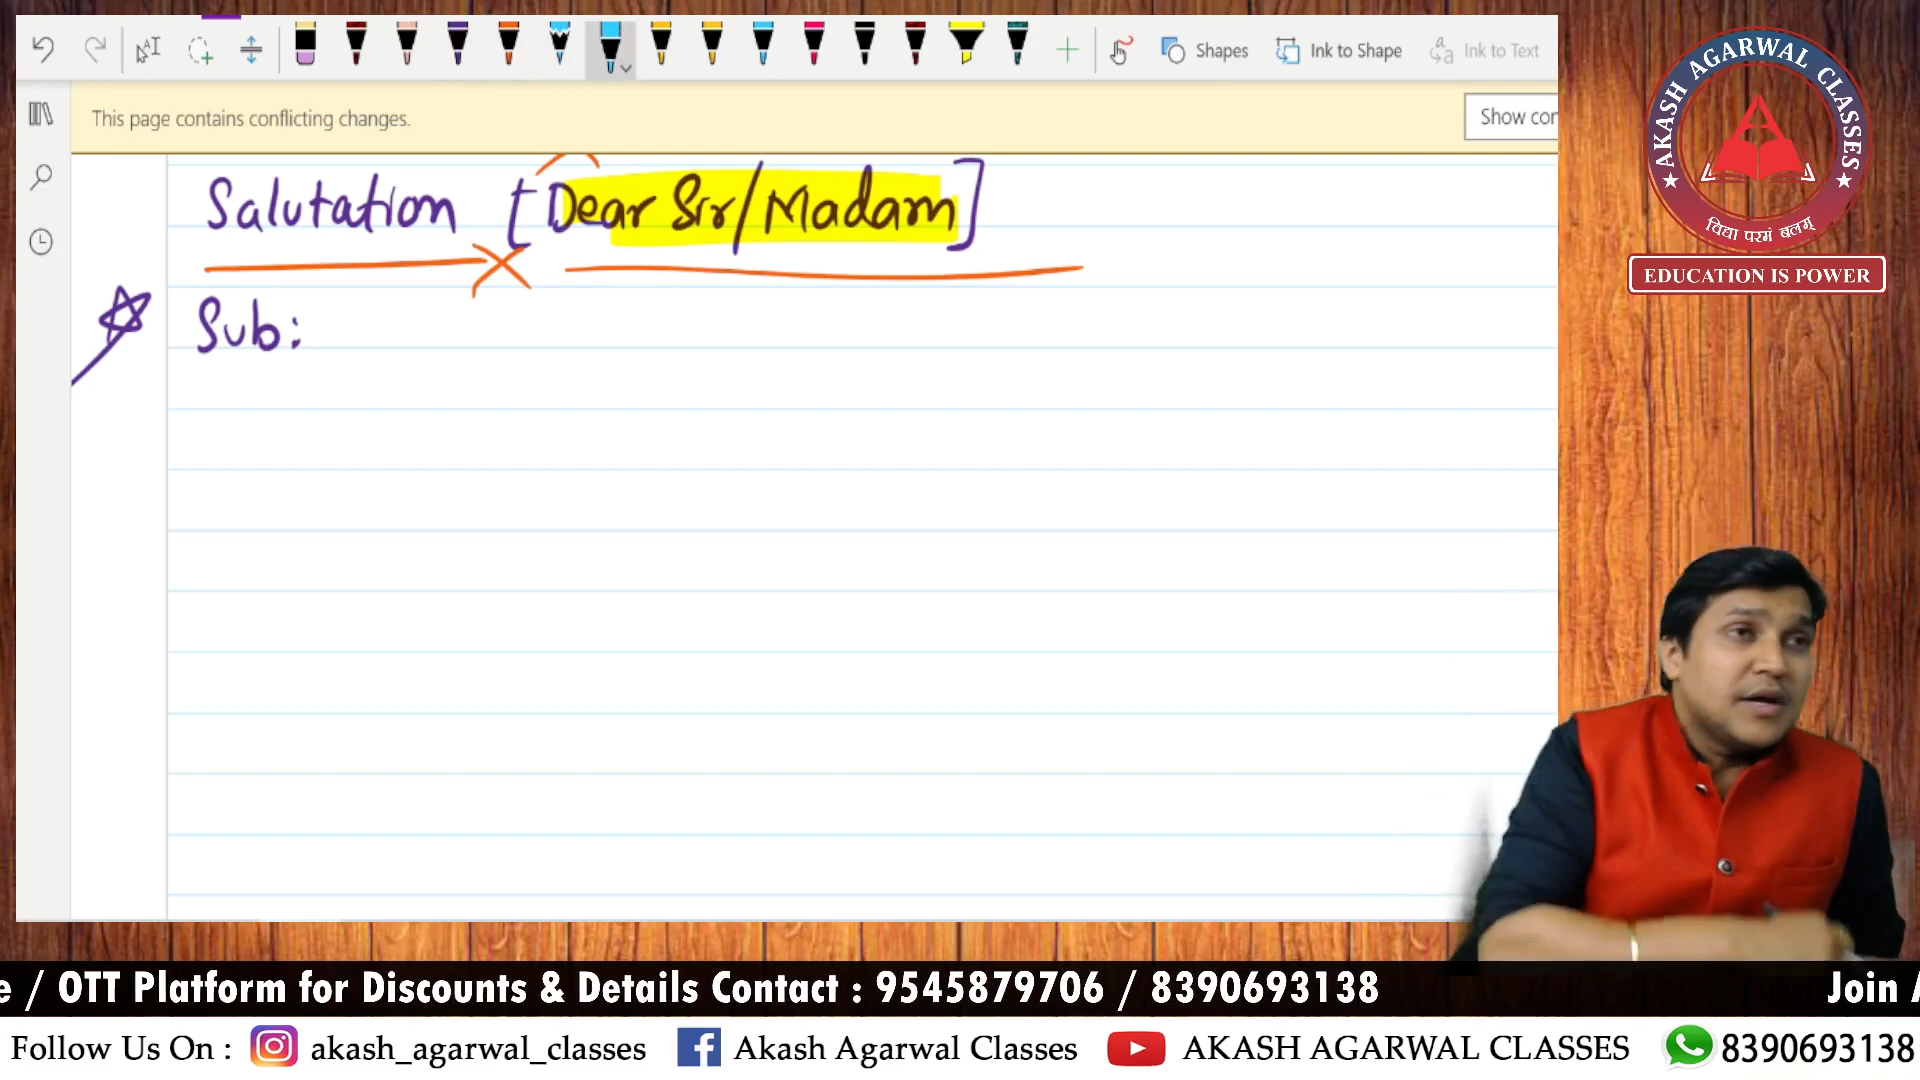 Shapes
Ink to Shape
Ink to Text
This page contains conflicting changes.
Show con
Salutation [Dear Sir/Madam]
Sub:
AKASH AGARWAL CLASSES
विद्या परमं बलम्
EDUCATION IS POWER
e / OTT Platform for Discounts & Details Contact : 9545879706 / 8390693138
Join A
Follow Us On : akash_agarwal_classes Akash Agarwal Classes AKASH AGARWAL CLASSES 8390693138